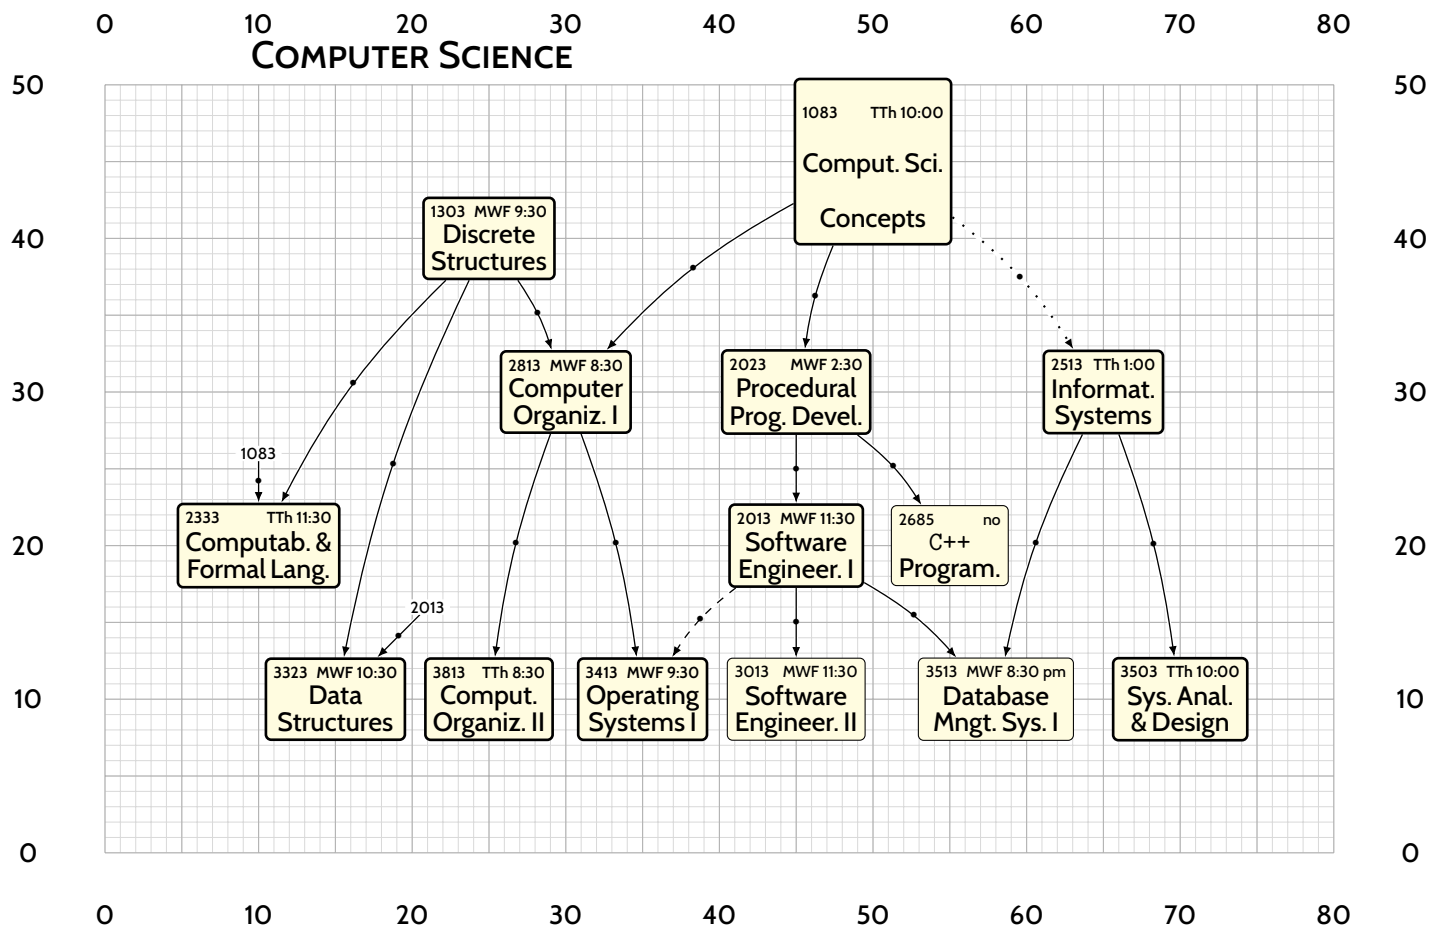 0 10 20 30 40 50 60 70 80
COMPUTER SCIENCE
50 50
1083 TTh 10:00
Comput. Sci.
Concepts
1303 MWF 9:30
Discrete
Structures
40 40
2813 MWF 8:30
Computer
Organiz. I
2023 MWF 2:30
Procedural
Prog. Devel.
2513 TTh 1:00
Informat.
Systems
30 30
1083
2333 TTh 11:30
Computab. &
Formal Lang.
2013 MWF 11:30
Software
Engineer. I
2685 no
C++
Program.
20 20
2013
3323 MWF 10:30
Data
Structures
3813 TTh 8:30
Comput.
Organiz. II
3413 MWF 9:30
Operating
Systems I
3013 MWF 11:30
Software
Engineer. II
3513 MWF 8:30 pm
Database
Mngt. Sys. I
3503 TTh 10:00
Sys. Anal.
& Design
10 10
0 0
0 10 20 30 40 50 60 70 80